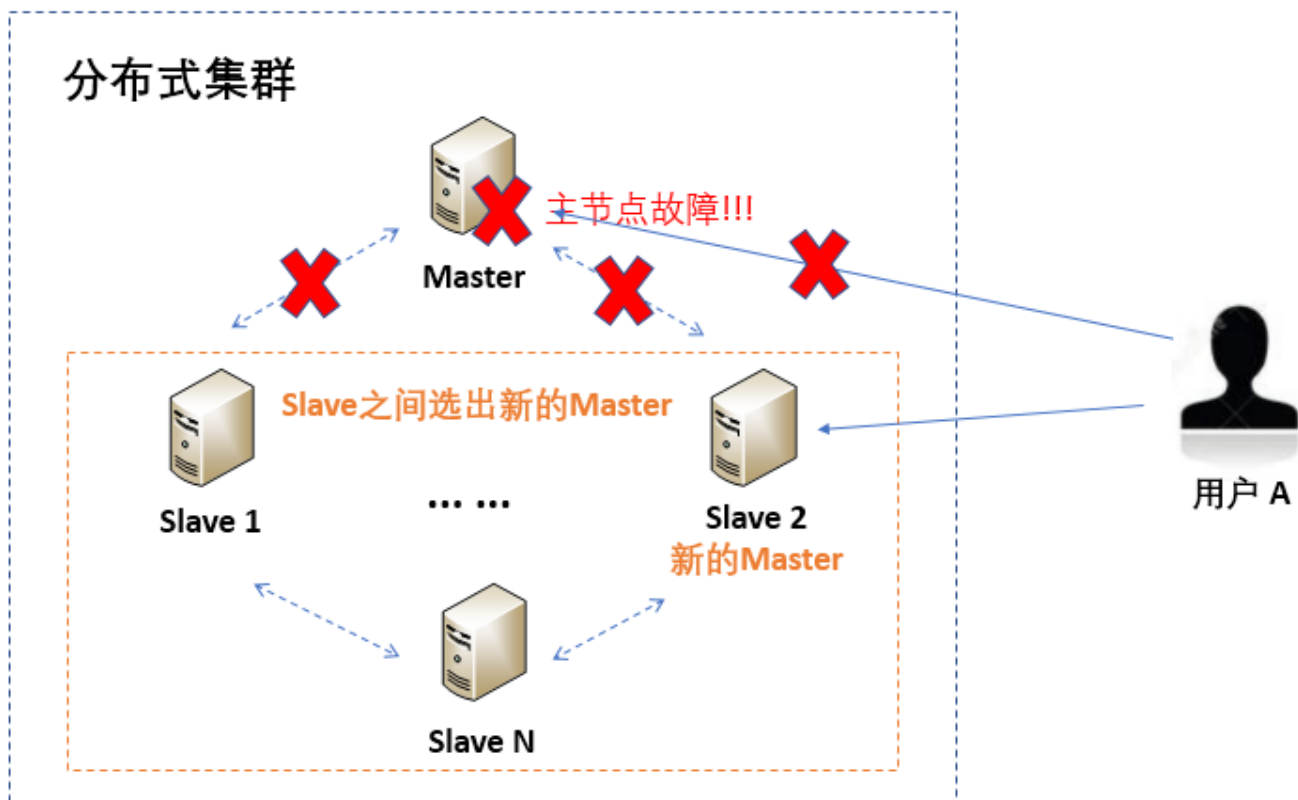 分布式集群
主节点故障!!!
Master
Slave之间选出新的Master
Slave 1
... ...
Slave 2
新的Master
用户 A
Slave N